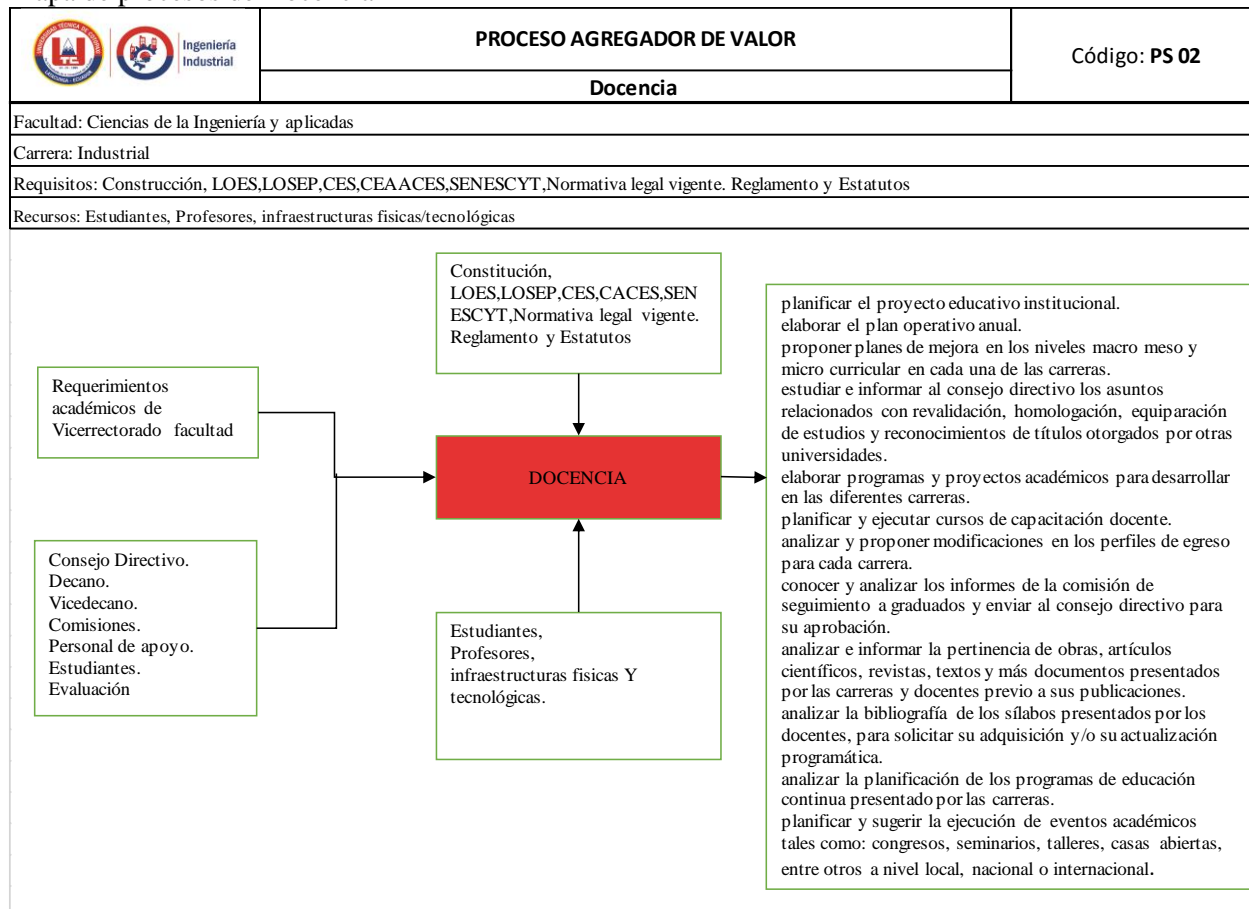 Ingeniería
Industrial
PROCESO AGREGADOR DE VALOR
Docencia
Código: PS 02
Facultad: Ciencias de la Ingeniería y aplicadas
Carrera: Industrial
Requisitos: Construcción, LOES,LOSEP,CES,CEAACES,SENESCYT,Normativa legal vigente. Reglamento y Estatutos
Recursos: Estudiantes, Profesores, infraestructuras fisicas/tecnológicas
Constitución,
LOES,LOSEP,CES,CACES,SEN
ESCYT,Normativa legal vigente.
Reglamento y Estatutos
Requerimientos
académicos de
Vicerrectorado facultad
DOCENCIA
Consejo Directivo.
Decano.
Vicedecano.
Comisiones.
Personal de apoyo.
Estudiantes.
Evaluación
Estudiantes,
Profesores,
infraestructuras fisicas Y
tecnológicas.
planificar el proyecto educativo institucional.
elaborar el plan operativo anual.
proponer planes de mejora en los niveles macro meso y
micro curricular en cada una de las carreras.
estudiar e informar al consejo directivo los asuntos
relacionados con revalidación, homologación, equiparación
de estudios y reconocimientos de títulos otorgados por otras
universidades.
elaborar programas y proyectos académicos para desarrollar
en las diferentes carreras.
planificar y ejecutar cursos de capacitación docente.
analizar y proponer modificaciones en los perfiles de egreso
para cada carrera.
conocer y analizar los informes de la comisión de
seguimiento a graduados y enviar al consejo directivo para
su aprobación.
analizar e informar la pertinencia de obras, artículos
científicos, revistas, textos y más documentos presentados
por las carreras y docentes previo a sus publicaciones.
analizar la bibliografía de los sílabos presentados por los
docentes, para solicitar su adquisición y/o su actualización
programática.
analizar la planificación de los programas de educación
continua presentado por las carreras.
planificar y sugerir la ejecución de eventos académicos
tales como: congresos, seminarios, talleres, casas abiertas,
entre otros a nivel local, nacional o internacional.